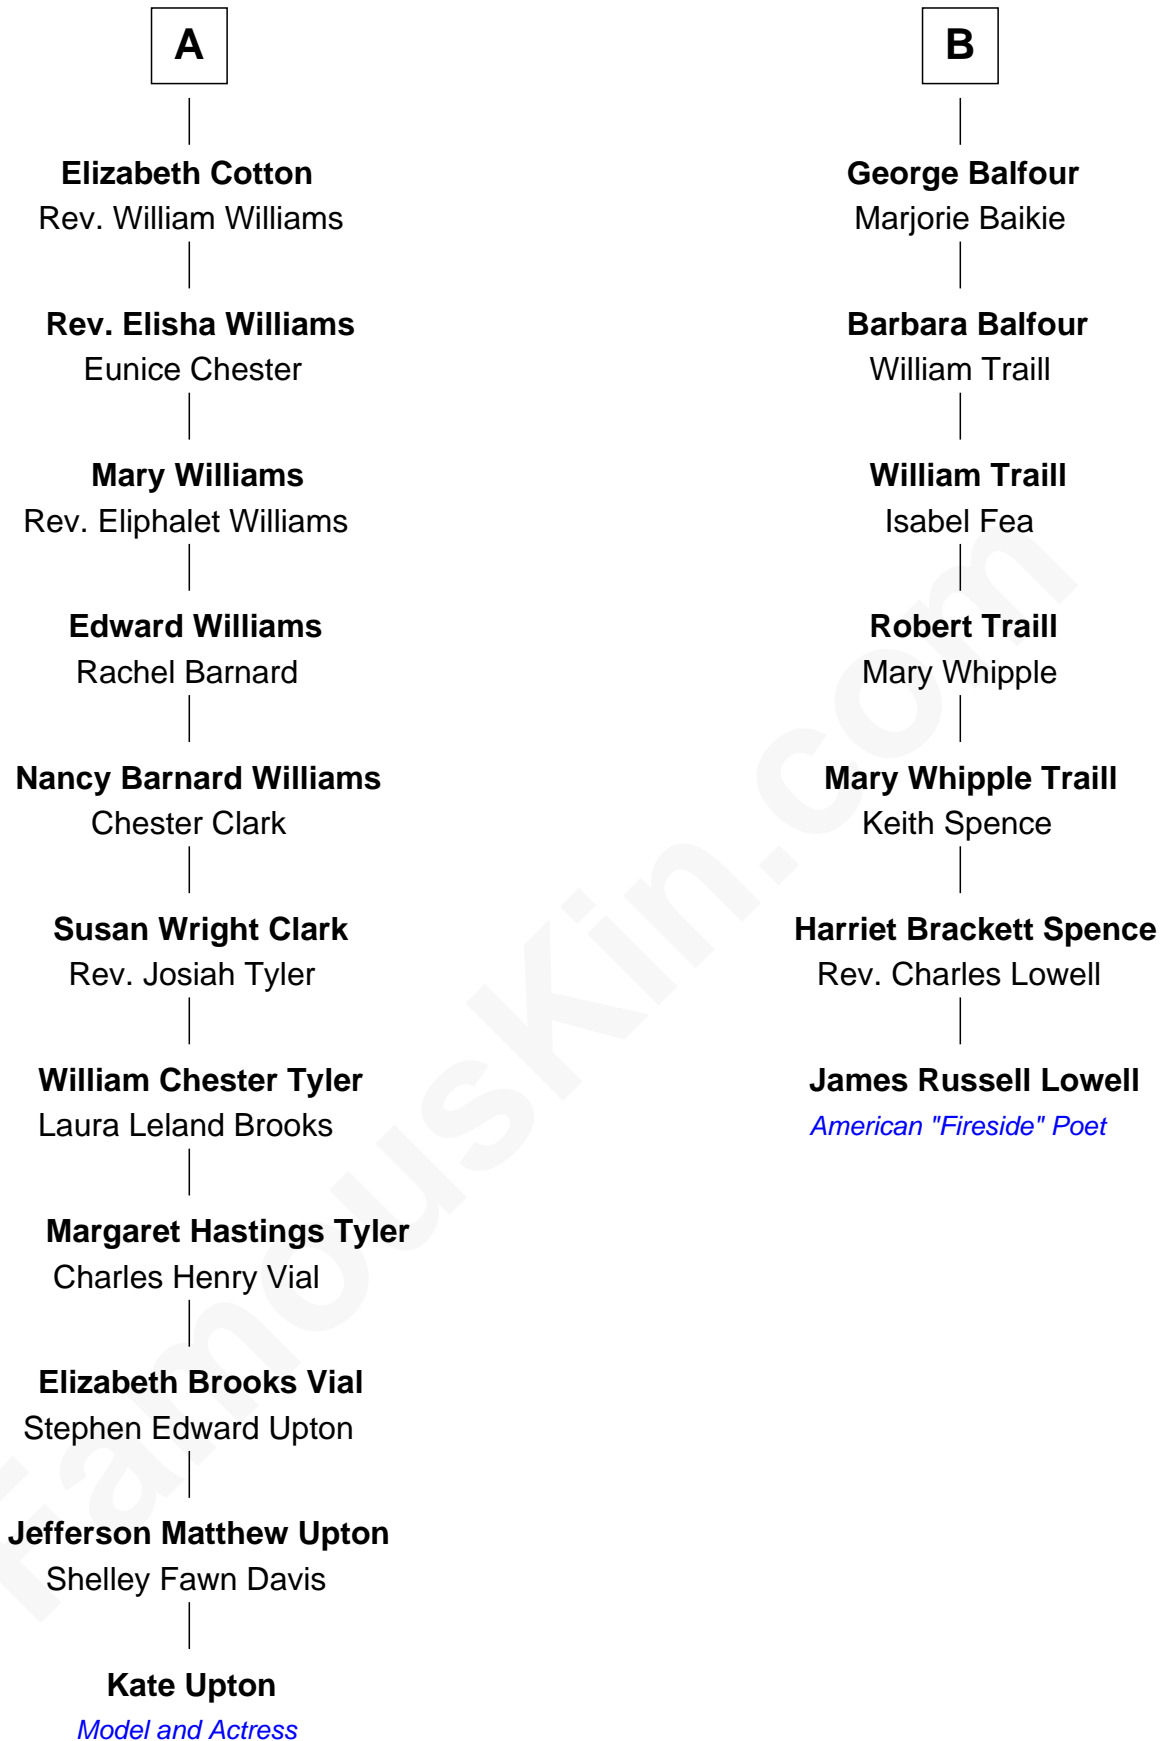 A
Elizabeth Cotton
Rev. William Williams
Rev. Elisha Williams
Eunice Chester
Mary Williams
Rev. Eliphalet Williams
Edward Williams
Rachel Barnard
Nancy Barnard Williams
Chester Clark
Susan Wright Clark
Rev. Josiah Tyler
William Chester Tyler
Laura Leland Brooks
Margaret Hastings Tyler
Charles Henry Vial
Elizabeth Brooks Vial
Stephen Edward Upton
Jefferson Matthew Upton
Shelley Fawn Davis
Kate Upton
Model and Actress
B
George Balfour
Marjorie Baikie
Barbara Balfour
William Traill
William Traill
Isabel Fea
Robert Traill
Mary Whipple
Mary Whipple Traill
Keith Spence
Harriet Brackett Spence
Rev. Charles Lowell
James Russell Lowell
American "Fireside" Poet
FamousKin.com